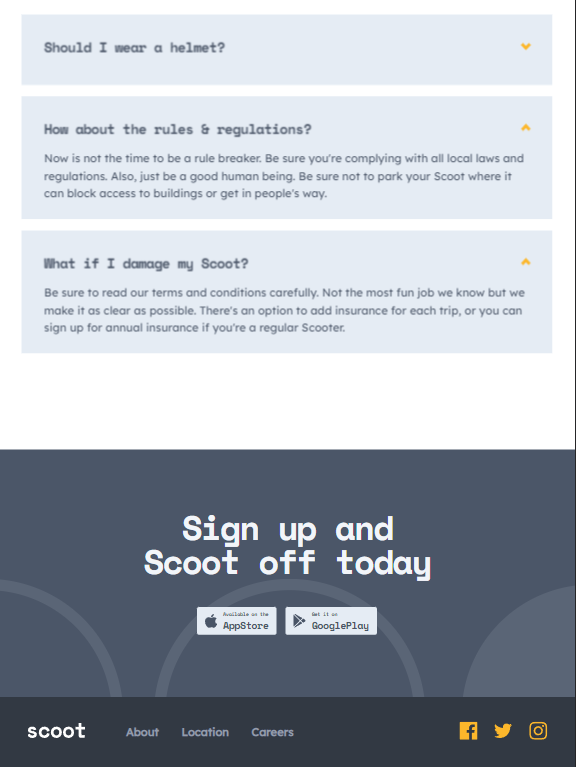 Should I wear a helmet?
How about the rules & regulations?
Now is not the time to be a rule breaker. Be sure you're complying with all local laws and
regulations. Also, just be a good human being. Be sure not to park your Scoot where it
can block access to buildings or get in people's way.
What if I damage my Scoot?
Be sure to read our terms and conditions carefully. Not the most fun job we know but we
make it as clear as possible. There's an option to add insurance for each trip, or you can
sign up for annual insurance if you're a regular Scooter.
Sign up and
Scoot off today
Available on the
AppStore
Get it on
GooglePlay
scoot
About
Location
Careers